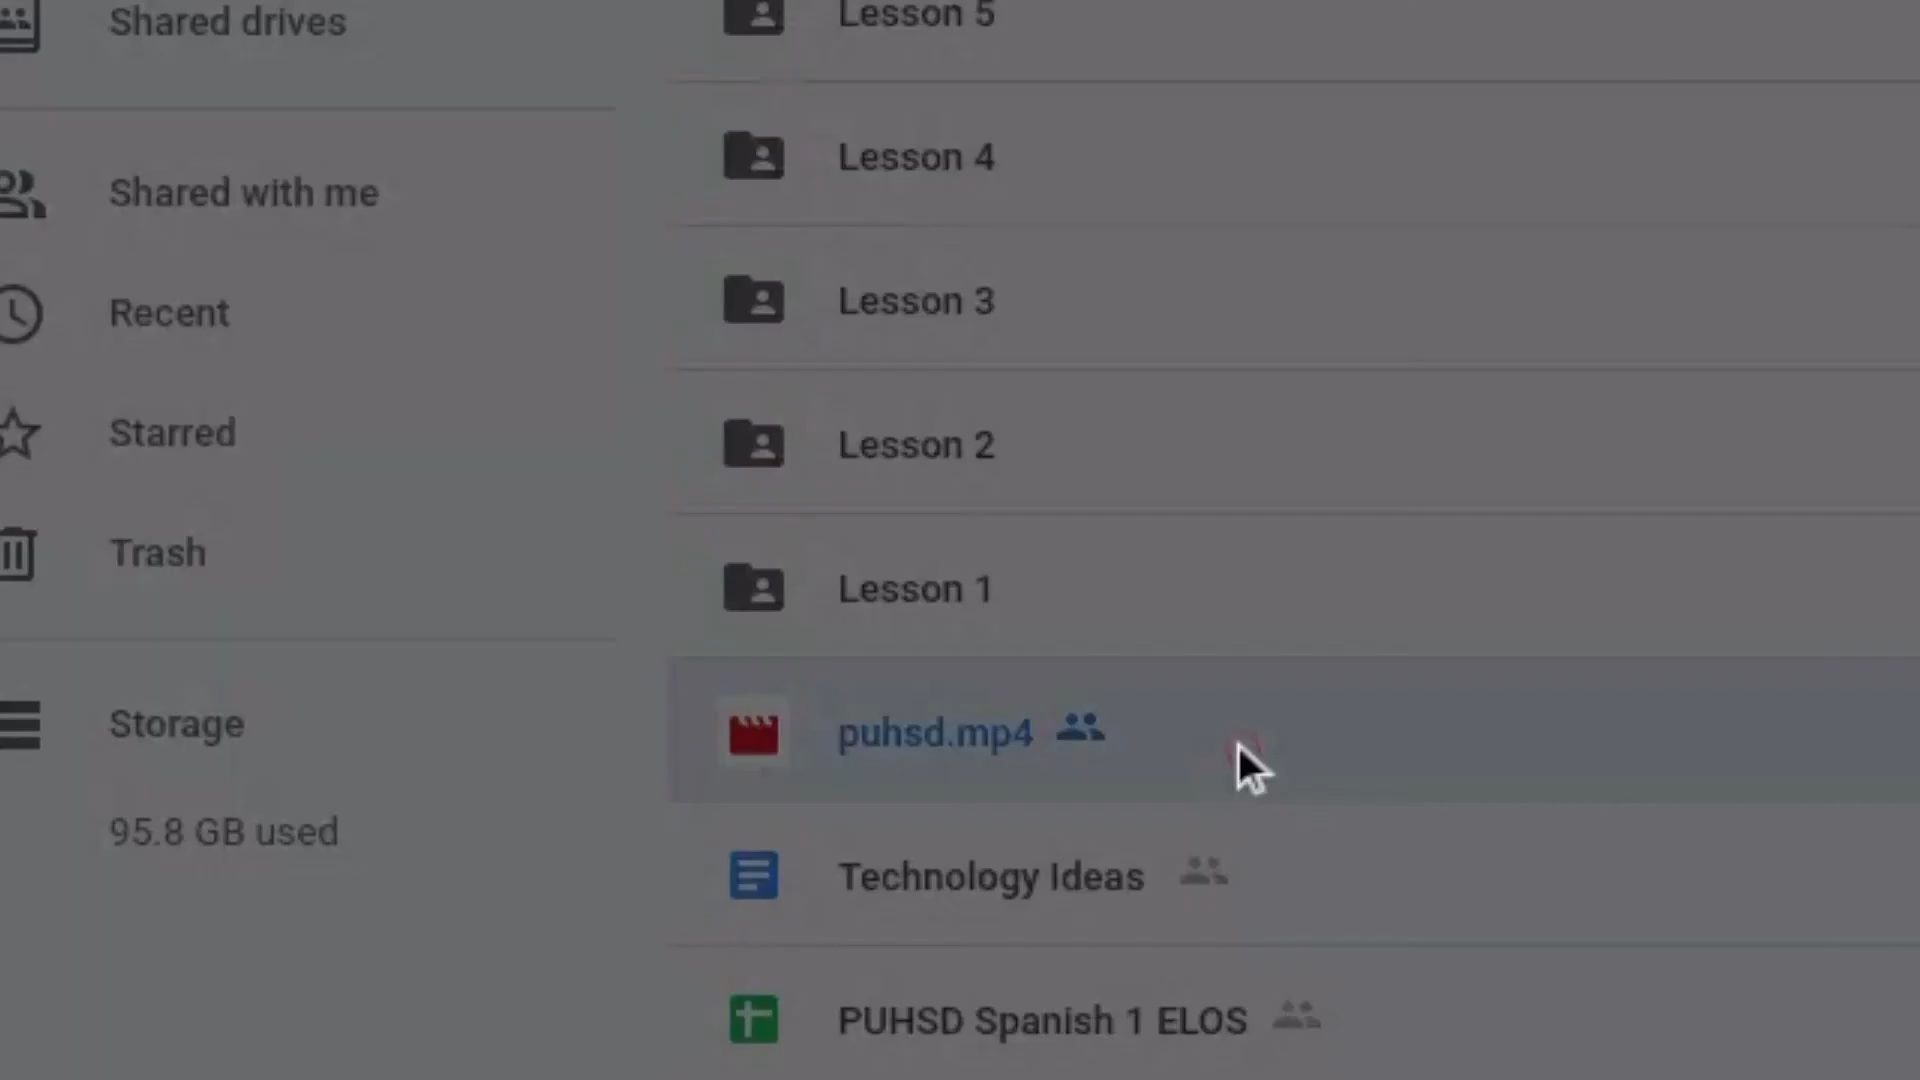 Shared drives
Shared with me
Recent
Starred
Trash
Storage
95.8 GB used
Lesson 5
Lesson 4
Lesson 3
Lesson 2
Lesson 1
puhsd.mp4
Technology Ideas
PUHSD Spanish 1 ELOS